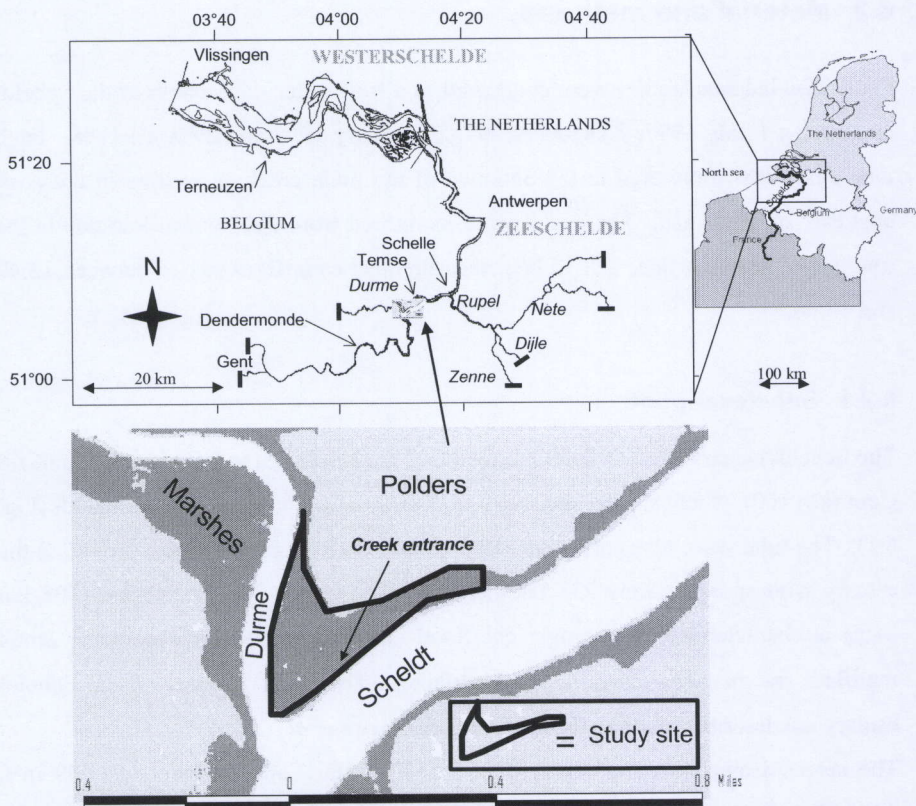 03'40
04'00
04'20
04'40
Vlissingen
WESTERSCHELDE
THE NETHERLANDS
51°20
Terneuzen
BELGIUM
Antwerpen
ZEESCHELDE
Schelle
Temse
N
Durme
Rupel
Nete
Dendermonde
Dijle
Gent
Zenne
51°00
20 km
The Netherlands
North sea
Belgium
Germany
France
100 km
Marshes
Polders
Creek entrance
Durme
Scheldt
= Study site
0.4
0
0.4
0.8 Miles